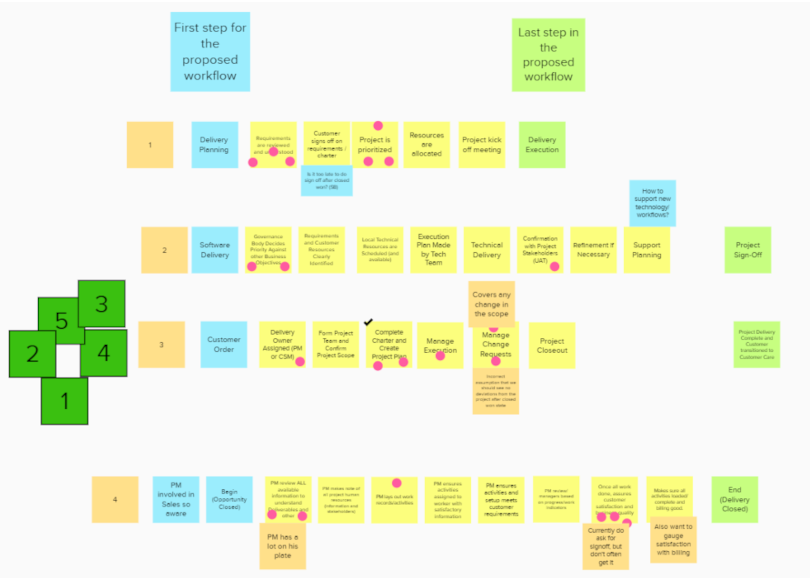 First step for
the
proposed
workflow
Last step in
the
proposed
workflow
1
Delivery
Planning
Requirements
are reviewed
and
Customer
signs off on
requirements /
charter
Is it too late to do
sign off after closed
won? (SB)
Project is
prioritized
Resources
are
allocated
Project kick
off meeting
Delivery
Execution
How to
support new
technology/
workflows?
2
Software
Delivery
Governance
Body Decides
Priority Against
other Business
Objectives
Requirements
and Customer
Resources
Clearly
Identified
Local Technical
Resources are
Scheduled (and
available)
Execution
Plan Made
by Tech
Team
Technical
Delivery
Confirmation
with Project
Stakeholders
(UAT)
Refinement if
Necessary
Support
Planning
Project
Sign-Off
3
5
2
4
1
3
Customer
Order
Delivery
Owner
Assigned (PM
or CSM)
Form Project
Team and
Confirm
Project Scope
Complete
Charter and
Create
Project Plan
Manage
Execution
Covers any
change in
the scope
Manage
Change
Requests
Incorrect
assumption that we
should see no
deviations from the
project after closed
won state
Project
Closeout
Project Delivery
Complete and
Customer
transitioned to
Customer Care
4
PM
involved in
Sales so
aware
Begin
(Opportunity
Closed)
PM reviews ALL
available
information to
understand
Deliverables and
other
PM has a
lot on his
plate
PM makes note of
all project human
resources
(information and
stakeholders)
PM lays out work
records/activities
PM ensures
activities
assigned to
worker with
satisfactory
information
PM ensures
activities and
setup meets
customer
requirements
PM review/
managers based
on progress/team
indicators
Once all work
done, assures
customer
satisfaction and
quality
Currently do
ask for
signoff, but
don't often
get it
Makes sure all
activities loaded/
complete and
billing good
Also want to
gauge
satisfaction
with billing
End
(Delivery
Closed)